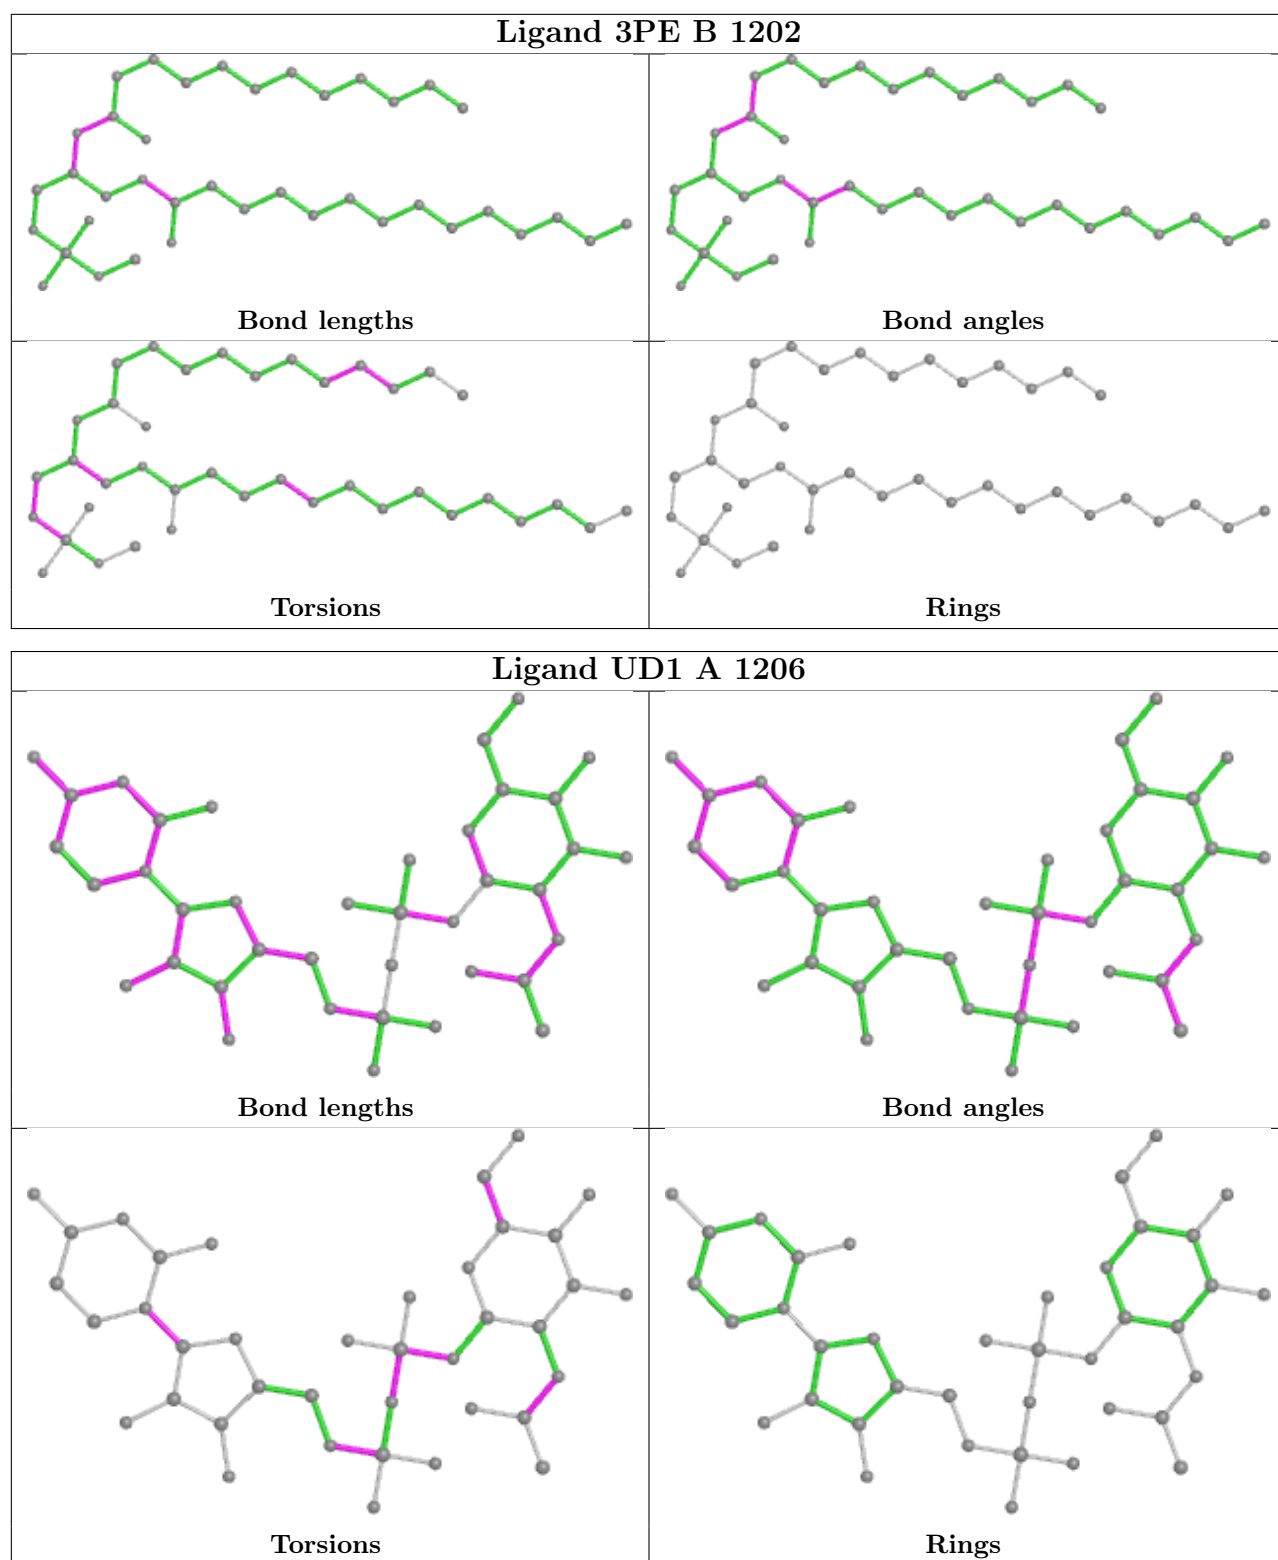 Ligand 3PE B 1202
Bond lengths
Bond angles
Torsions
Rings
Ligand UD1 A 1206
Bond lengths
Bond angles
Torsions
Rings